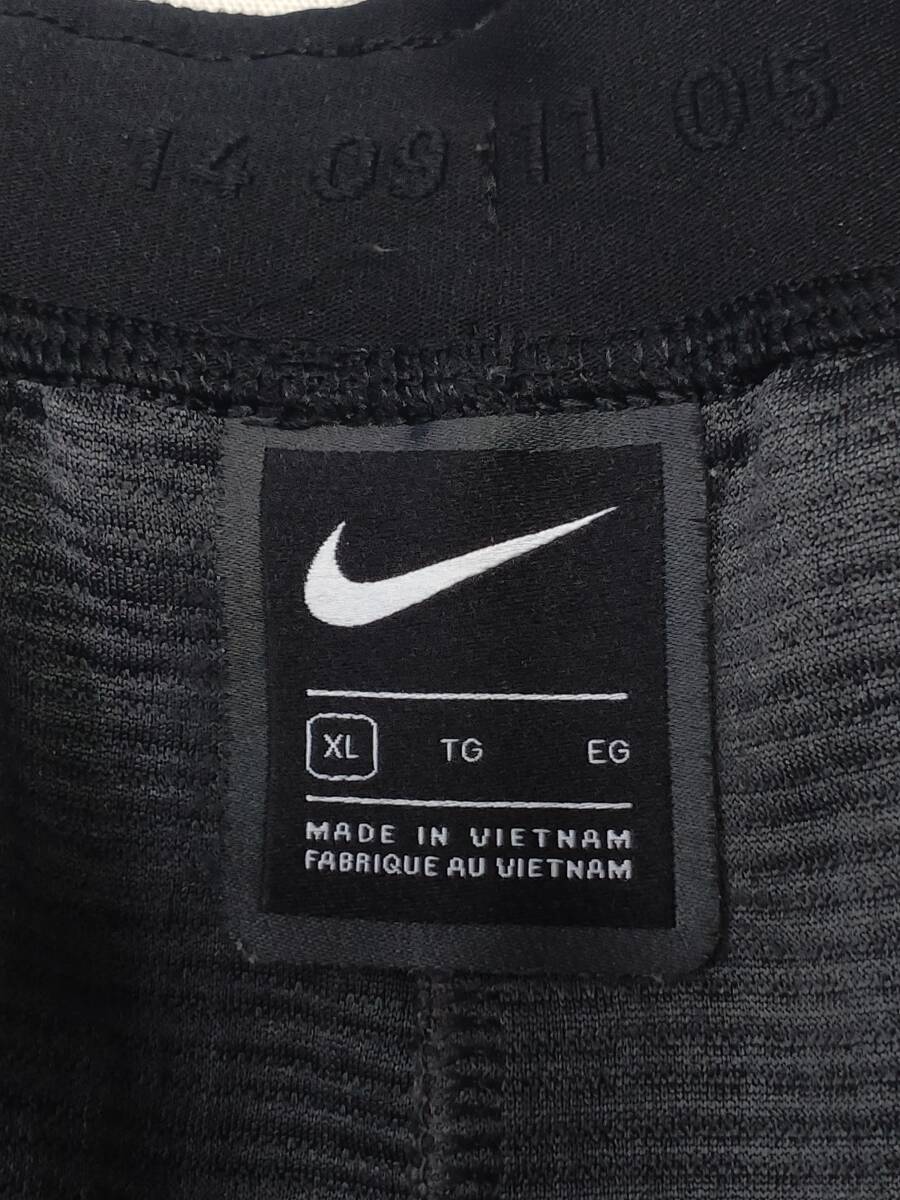 14 09 11 05
XL TG EG
MADE IN VIETNAM
FABRIQUE AU VIETNAM